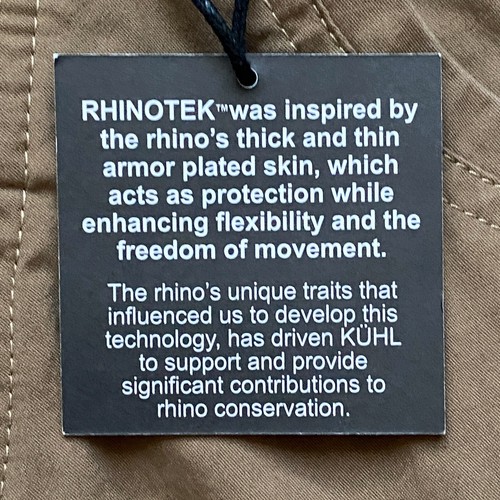 RHINOTEK™ was inspired by
the rhino's thick and thin
armor plated skin, which
acts as protection while
enhancing flexibility and the
freedom of movement.
The rhino's unique traits that
influenced us to develop this
technology, has driven KÜHL
to support and provide
significant contributions to
rhino conservation.